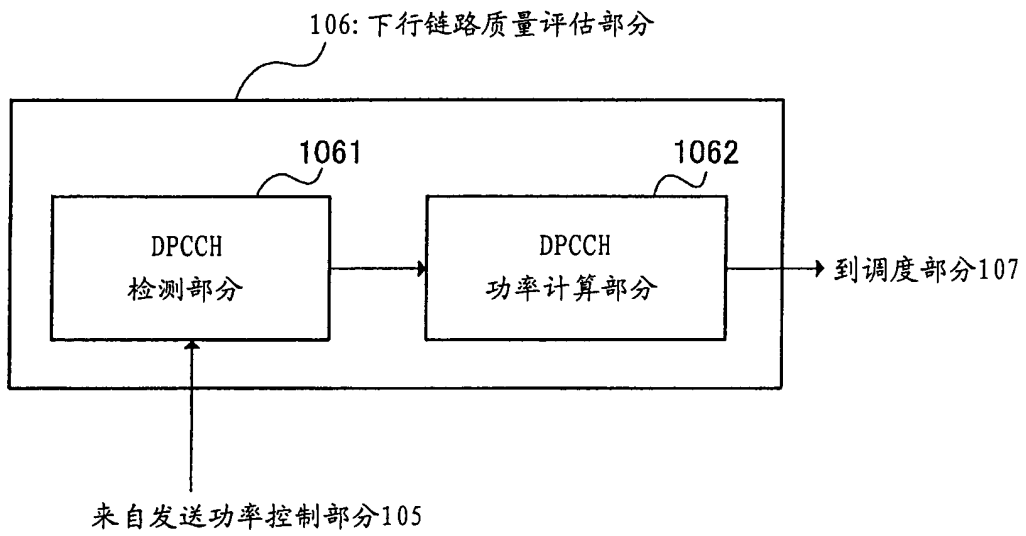 106:下行链路质量评估部分
1061
1062
DPCCH
检测部分
DPCCH
功率计算部分
到调度部分107
来自发送功率控制部分105